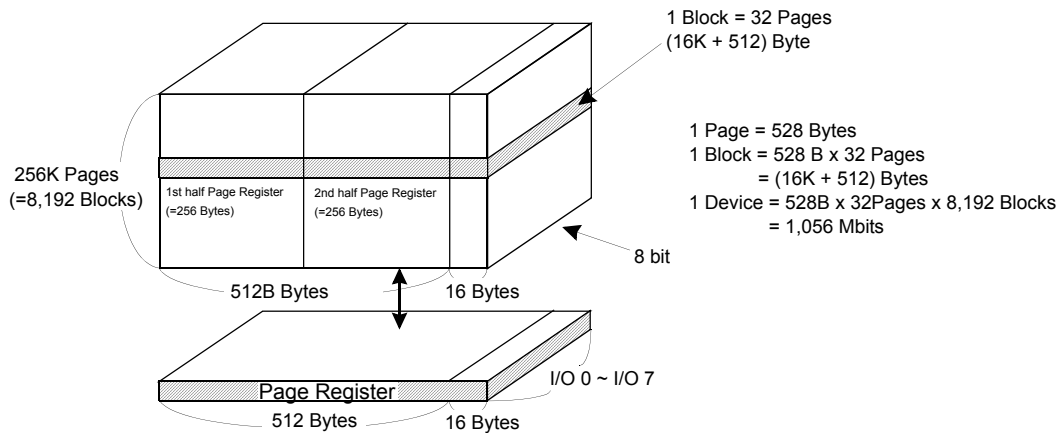 1 Block = 32 Pages
(16K + 512) Byte
256K Pages
(=8,192 Blocks)
1st half Page Register
(=256 Bytes)
2nd half Page Register
(=256 Bytes)
1 Page = 528 Bytes
1 Block = 528 B x 32 Pages
= (16K + 512) Bytes
1 Device = 528B x 32Pages x 8,192 Blocks
= 1,056 Mbits
8 bit
512B Bytes
16 Bytes
I/O 0 ~ I/O 7
Page Register
512 Bytes
16 Bytes